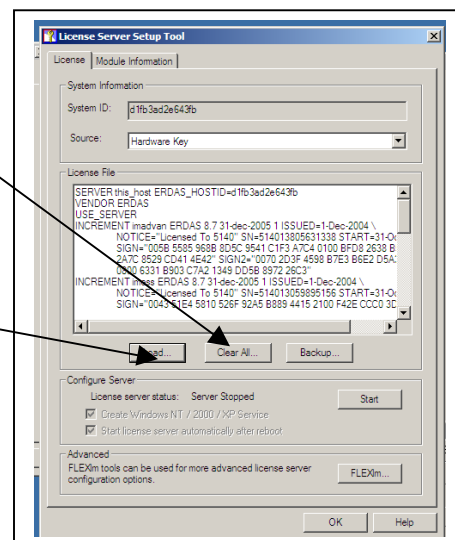 License Server Setup Tool
License Module Information
System Information
System ID: d1fb3ad2e643fb
Source: Hardware Key
License File
SERVER this_host ERDAS_HOSTID=d1fb3ad2e643fb
VENDOR ERDAS
USE_SERVER
INCREMENT imadvan ERDAS 8.7 31-dec-2005 1 ISSUED=1-Dec-2004 \
NOTICE="Licensed To 5140" SN=514013805631338 START=31-Oc
SIGN="005B 5585 968B 8D5C 9541 C1F3 A7C4 0100 BFD8 2638 B
2A7C 8529 CD41 4E42" SIGN2="0070 2D3F 4598 B7E3 B6E2 D5A
0800 6331 B903 C7A2 1349 DD5B 8972 26C3"
INCREMENT ERDAS 8.7 31-dec-2005 1 ISSUED=1-Dec-2004 \
NOTICE="Licensed To 5140" SN=514013059895156 START=31-Oc
SIGN="0043 51E4 5810 526F 92A5 B889 4415 2100 F42E CCC0 3D
Load... Clear All... Backup...
Configure Server
License server status: Server Stopped Start
Create Windows NT / 2000 / XP Service
Start license server automatically after reboot
Advanced
FLEXlm tools can be used for more advanced license server
configuration options. FLEXlm...
OK Help